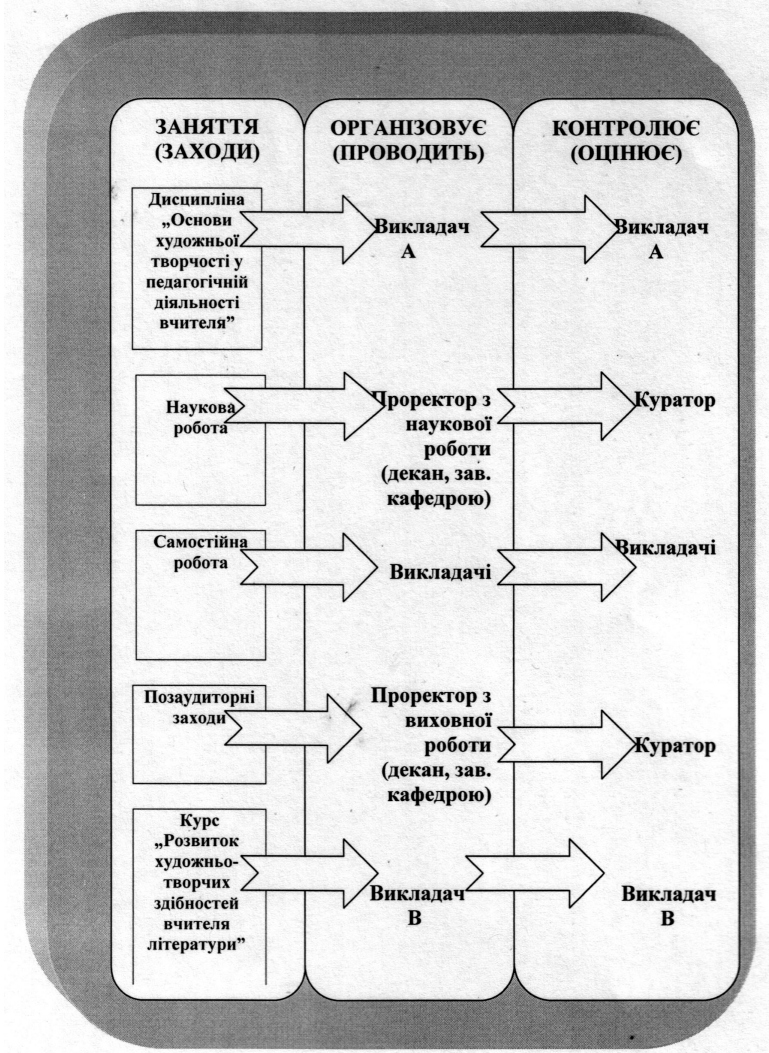 ЗАНЯТТЯ
(ЗАХОДИ)
ОРГАНІЗОВУЄ
(ПРОВОДИТЬ)
КОНТРОЛЮЄ
(ОЦІНЮЄ)
Дисципліна
„Основи
художньої
творчості у
педагогічній
діяльності
вчителя”
Викладач
А
Викладач
А
Наукова
робота
Проректор з
наукової
роботи
(декан, зав.
кафедрою)
Куратор
Самостійна
робота
Викладачі
Викладачі
Позаудиторні
заходи
Проректор з
виховної
роботи
(декан, зав.
кафедрою)
Куратор
Курс
„Розвиток
художньо-
творчих
здібностей
вчителя
літератури”
Викладач
В
Викладач
В